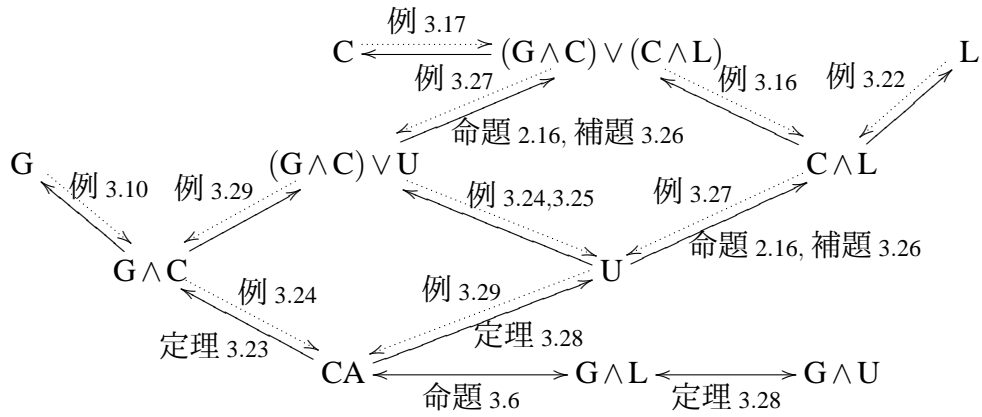 例 3.17
C (G∧C)∨(C∧L) L
例 3.27 例 3.16 例 3.22
命題 2.16, 補題 3.26
G (G∧C)∨U C∧L
例 3.10 例 3.29 例 3.24,3.25 例 3.27
命題 2.16, 補題 3.26
G∧C U
例 3.24 例 3.29
定理 3.23 定理 3.28
CA G∧L G∧U
命題 3.6 定理 3.28